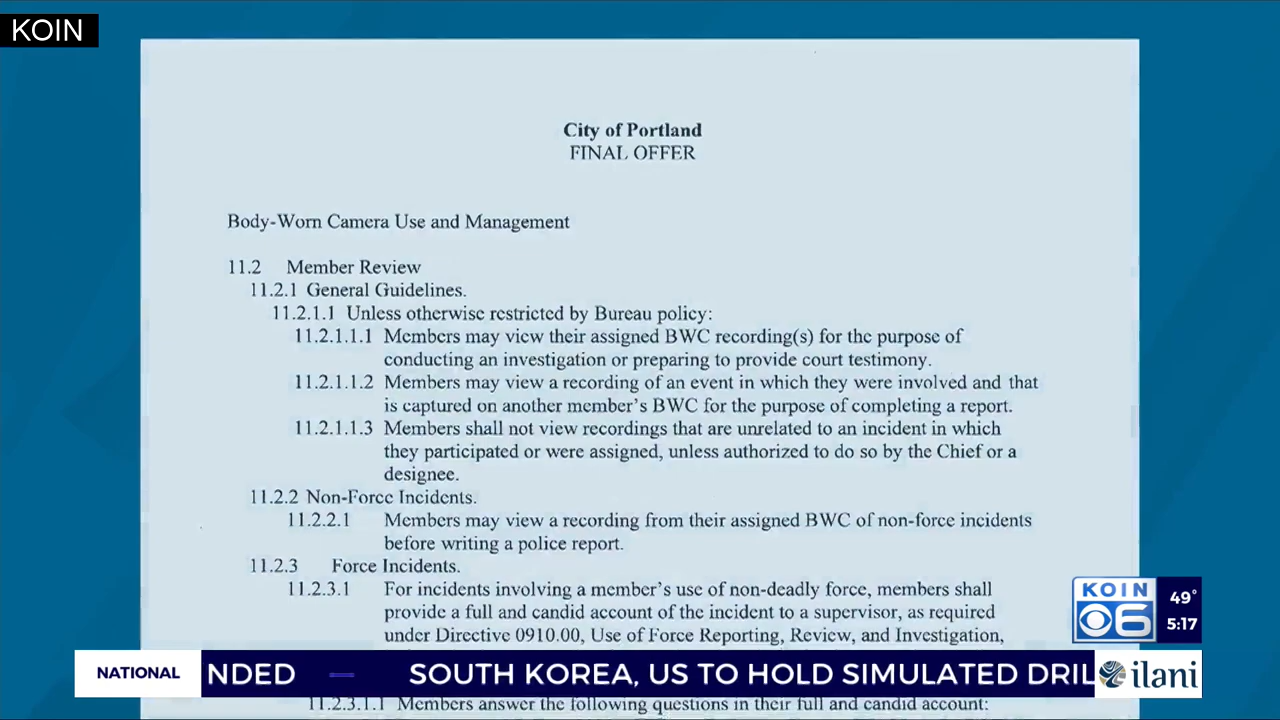 KOIN
City of Portland
FINAL OFFER
Body-Worn Camera Use and Management
11.2 Member Review
11.2.1 General Guidelines.
11.2.1.1 Unless otherwise restricted by Bureau policy:
11.2.1.1.1 Members may view their assigned BWC recording(s) for the purpose of
conducting an investigation or preparing to provide court testimony.
11.2.1.1.2 Members may view a recording of an event in which they were involved and that
is captured on another member's BWC for the purpose of completing a report.
11.2.1.1.3 Members shall not view recordings that are unrelated to an incident in which
they participated or were assigned, unless authorized to do so by the Chief or a
designee.
11.2.2 Non-Force Incidents.
11.2.2.1 Members may view a recording from their assigned BWC of non-force incidents
before writing a police report.
11.2.3 Force Incidents.
11.2.3.1 For incidents involving a member's use of non-deadly force, members shall
provide a full and candid account of the incident to a supervisor, as required
under Directive 0910.00, Use of Force Reporting, Review, and Investigation,
KOIN
6
49°
5:17
NATIONAL
NDED — SOUTH KOREA, US TO HOLD SIMULATED DRIL
ilani
11.2.3.1.1 Members answer the following questions in their full and candid account: